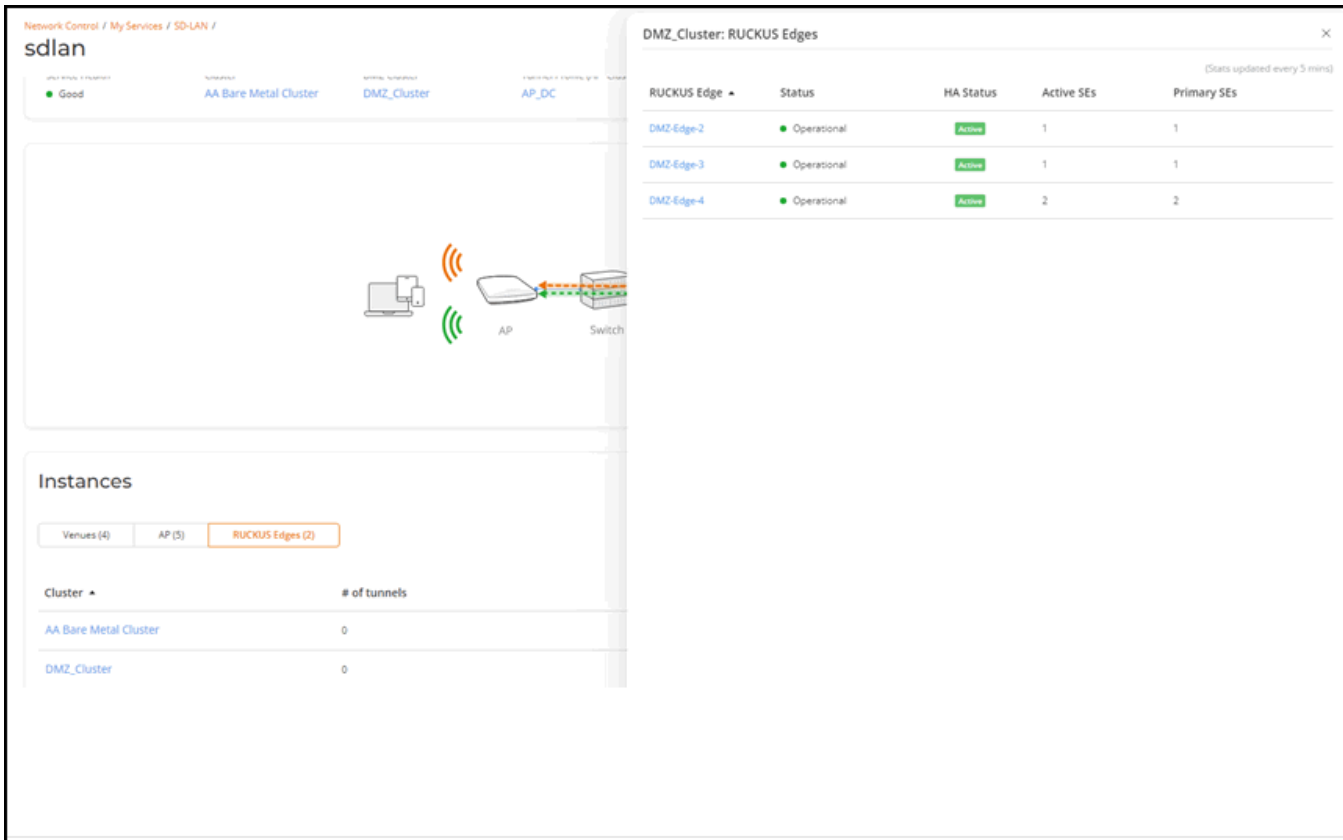 Network Control / My Services / SD-LAN /
sdlan
Good AA Bare Metal Cluster DMZ_Cluster AP_DC
AP Switch
Instances
Venues (4) AP (5) RUCKUS Edges (2)
Cluster # of tunnels
AA Bare Metal Cluster 0
DMZ_Cluster 0
DMZ_Cluster: RUCKUS Edges
(Stats updated every 5 mins)
RUCKUS Edge Status HA Status Active SEs Primary SEs
DMZ-Edge-2 Operational Active 1 1
DMZ-Edge-3 Operational Active 1 1
DMZ-Edge-4 Operational Active 2 2